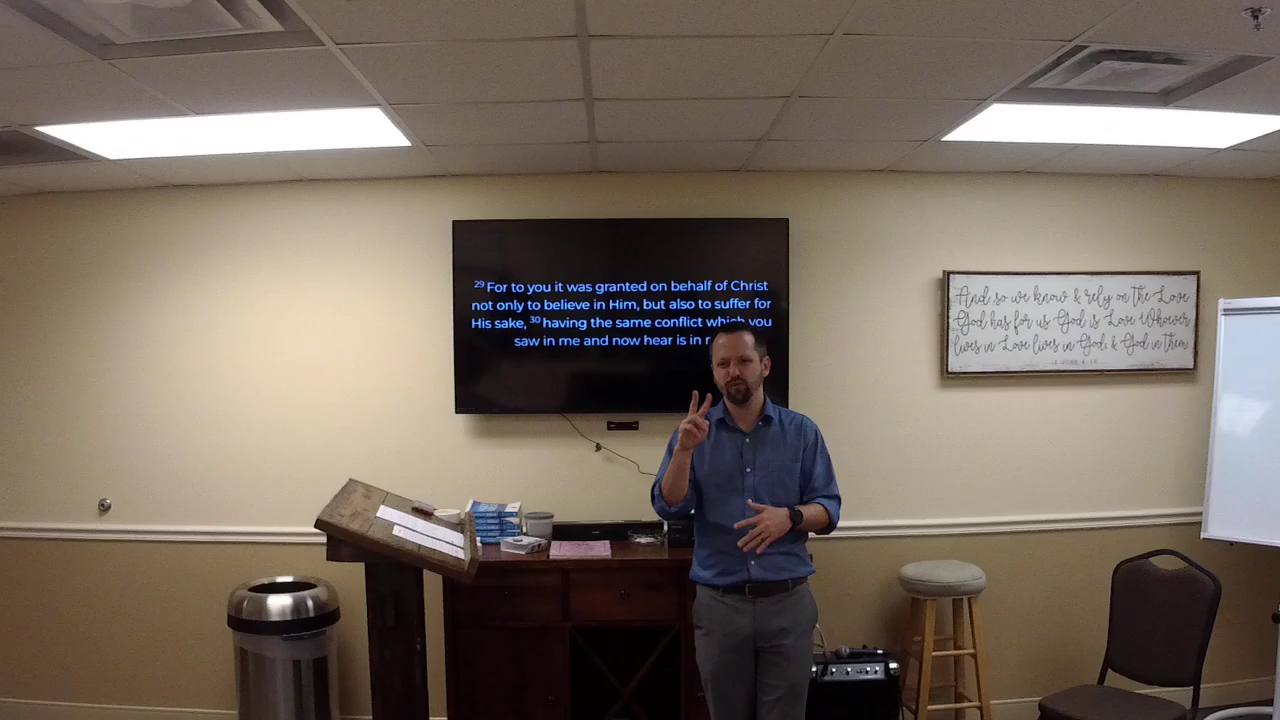 29 For to you it was granted on behalf of Christ
not only to believe in Him, but also to suffer for
His sake, 30 having the same conflict which you
saw in me and now hear is in
And so we know & rely on the Love
God has for us God is Love Whoever
lives in Love lives in God, & God in them